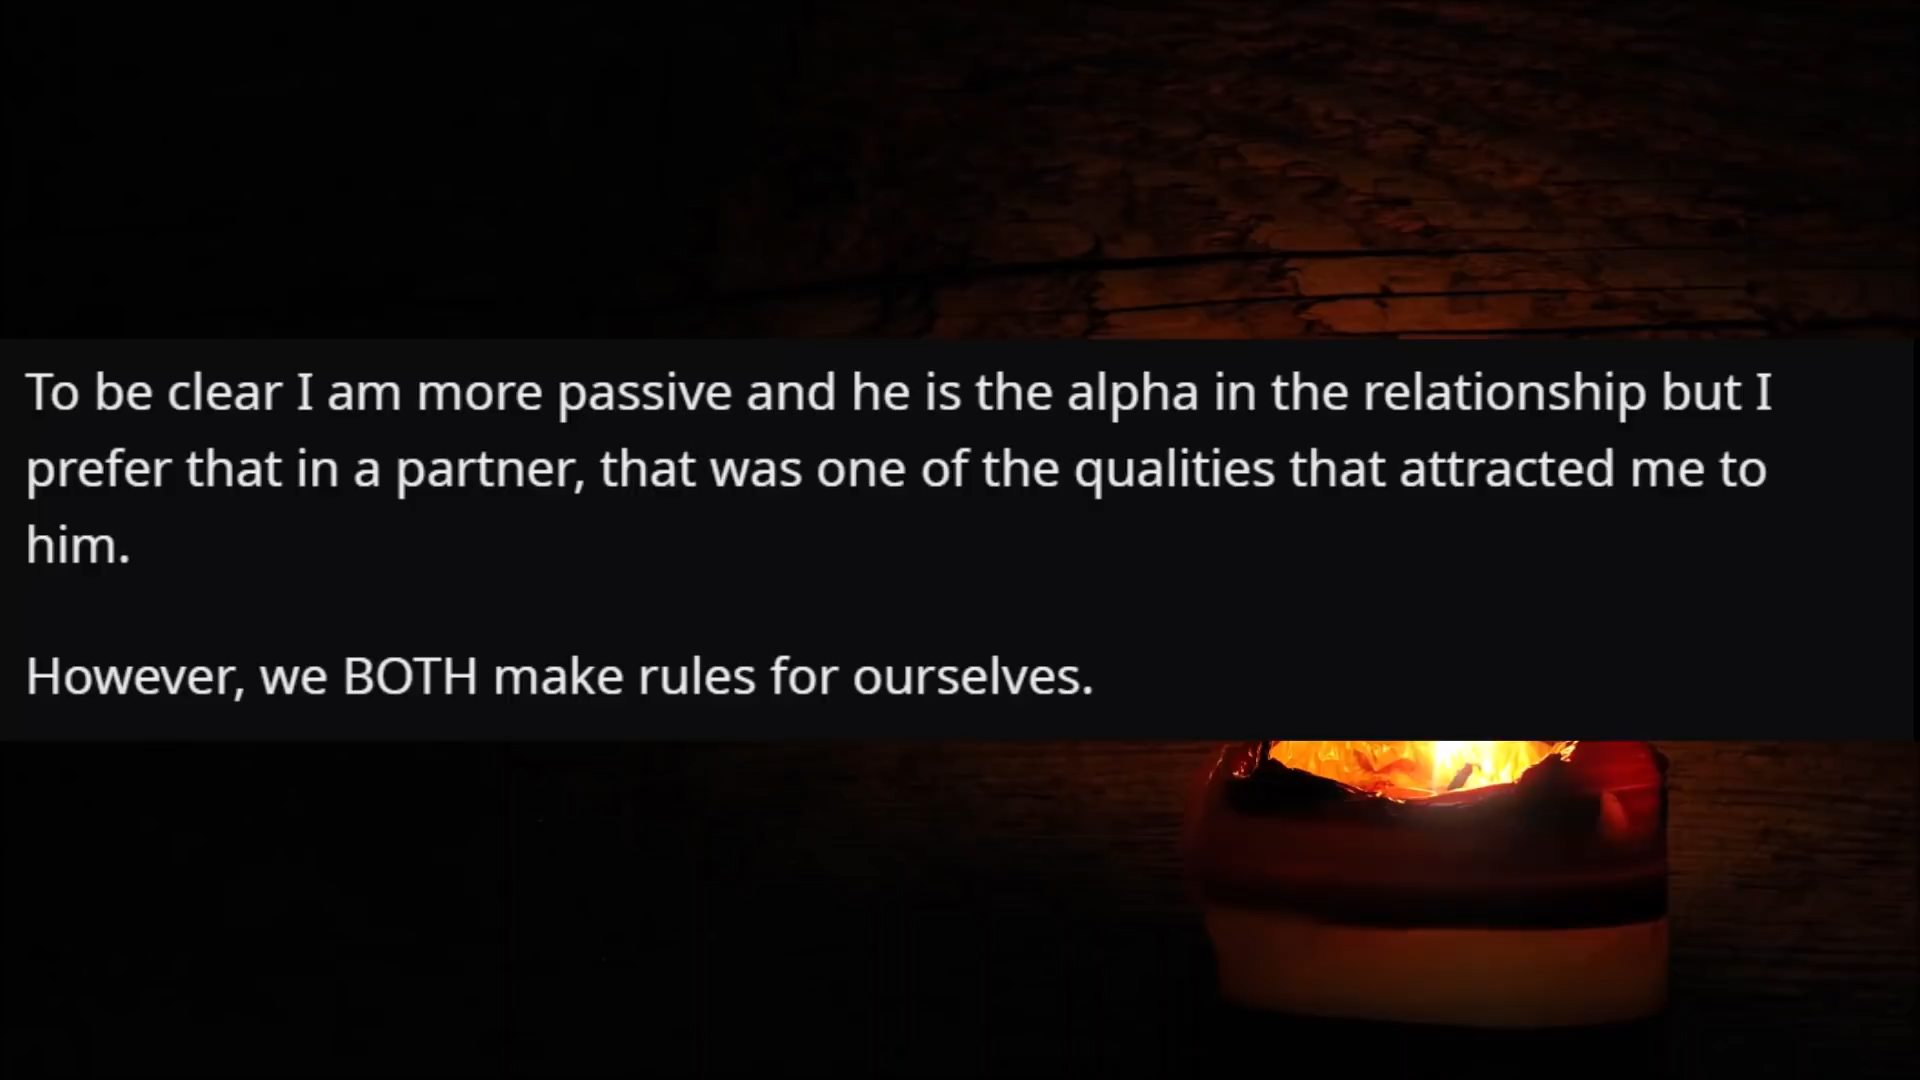 To be clear I am more passive and he is the alpha in the relationship but I
prefer that in a partner, that was one of the qualities that attracted me to
him.
However, we BOTH make rules for ourselves.